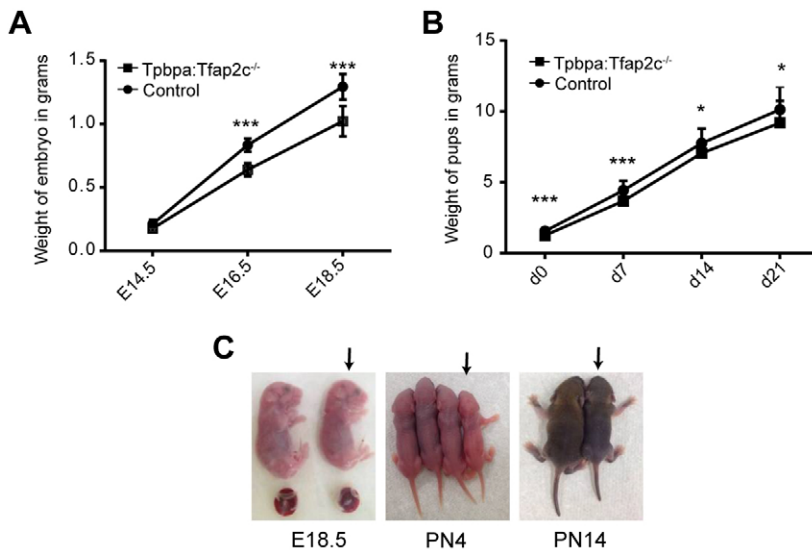 A
Weight of embryo in grams
1.5
1.0
0.5
0.0
Tpbpa:Tfap2c-/-
Control
***
***
E14.5
E16.5
E18.5
B
Weight of pups in grams
15
10
5
0
Tpbpa:Tfap2c-/-
Control
***
***
*
*
d0
d7
d14
d21
C
E18.5
PN4
PN14